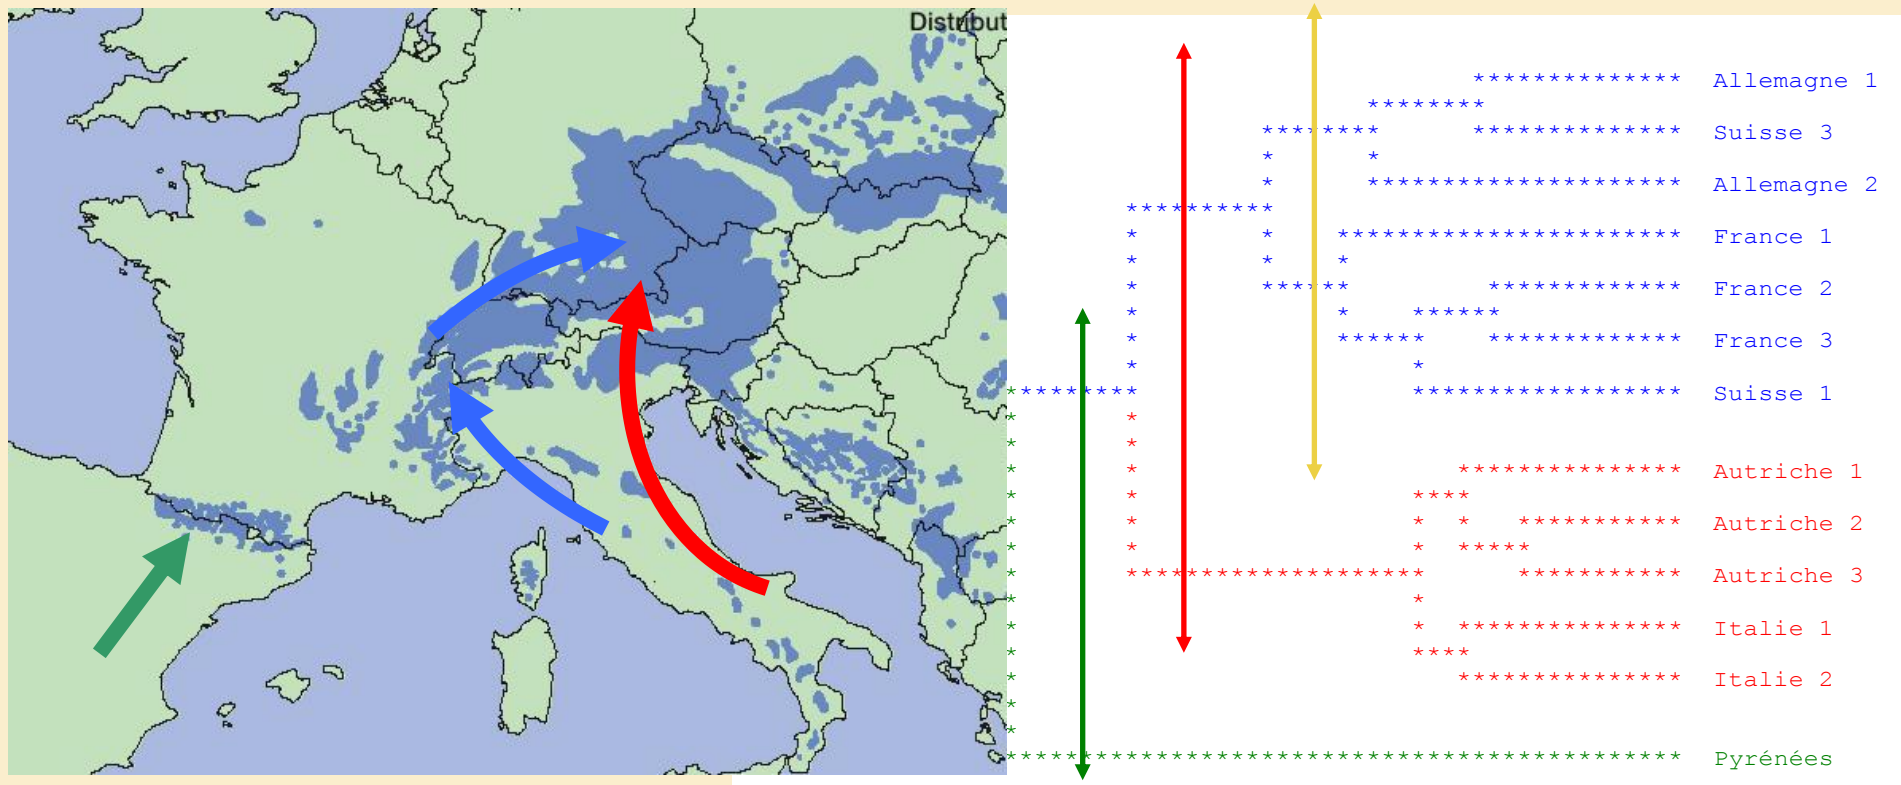 Distribut
Allemagne 1
Suisse 3
Allemagne 2
France 1
France 2
France 3
Suisse 1
Autriche 1
Autriche 2
Autriche 3
Italie 1
Italie 2
Pyrénées